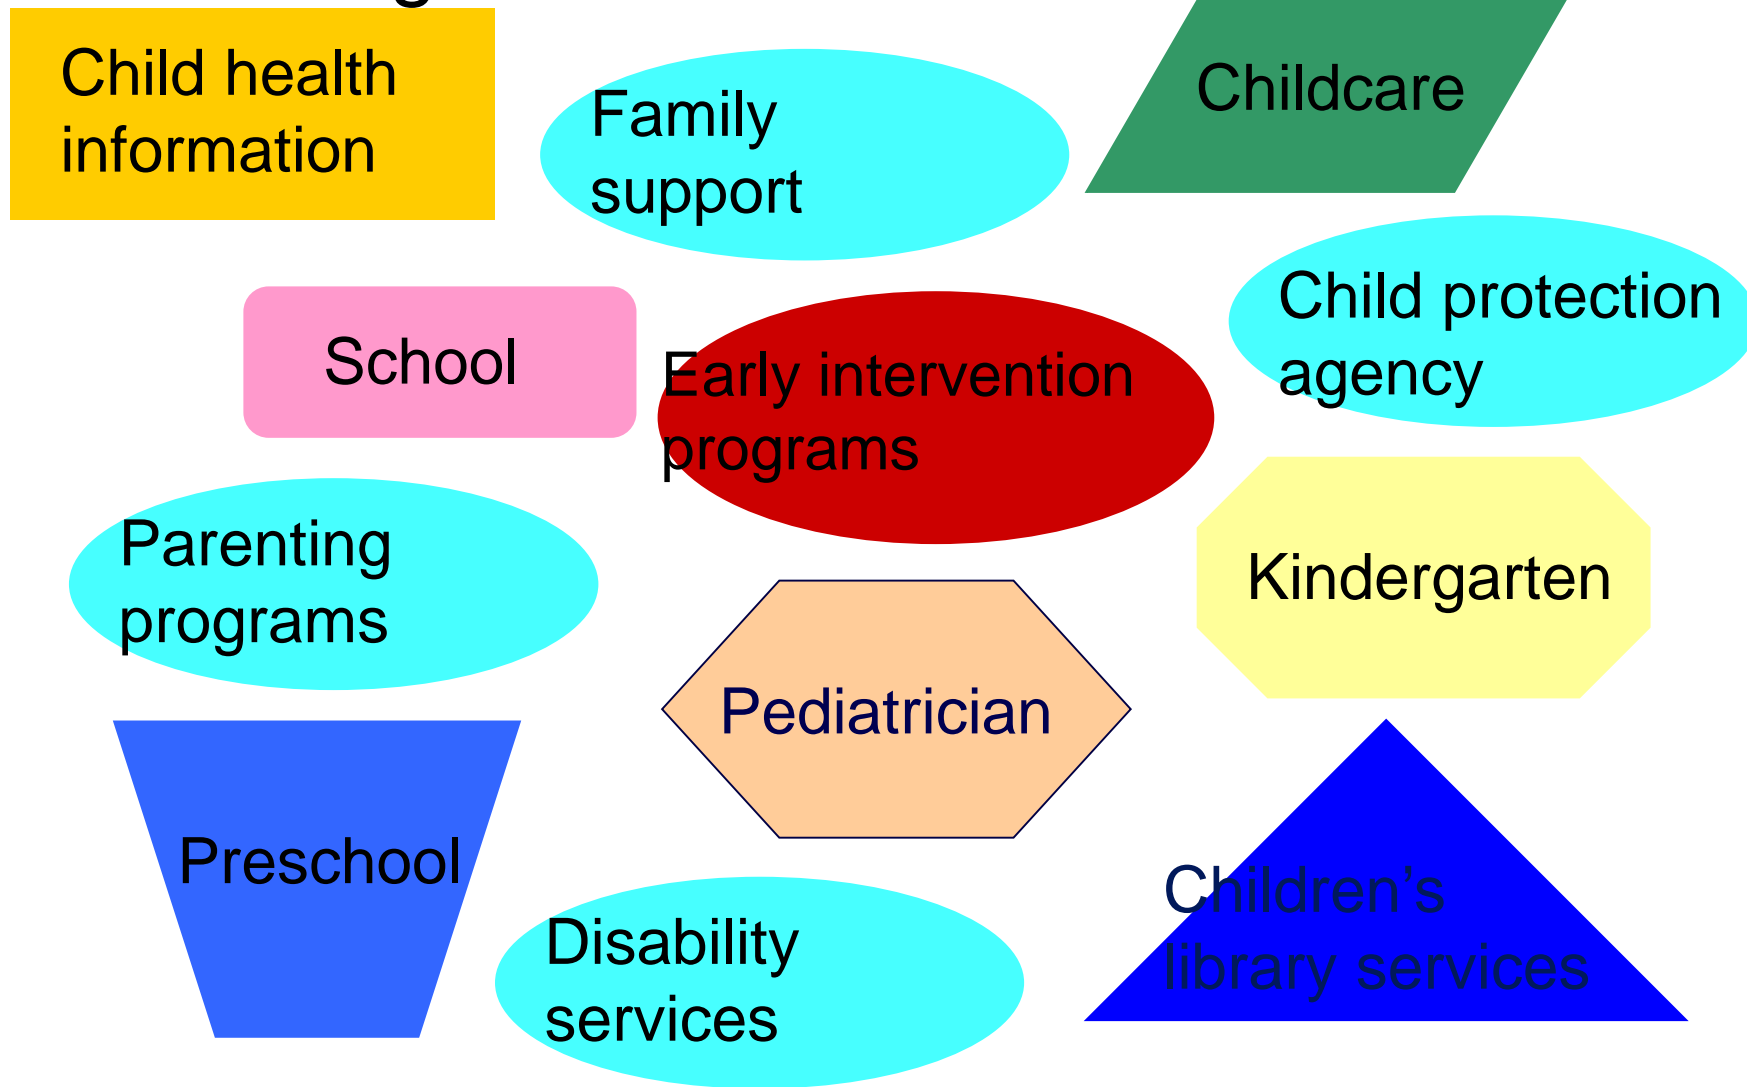 Child health
information
Family
support
Childcare
School
Early intervention
programs
Child protection
agency
Parenting
programs
Pediatrician
Kindergarten
Preschool
Disability
services
Children’s
library services